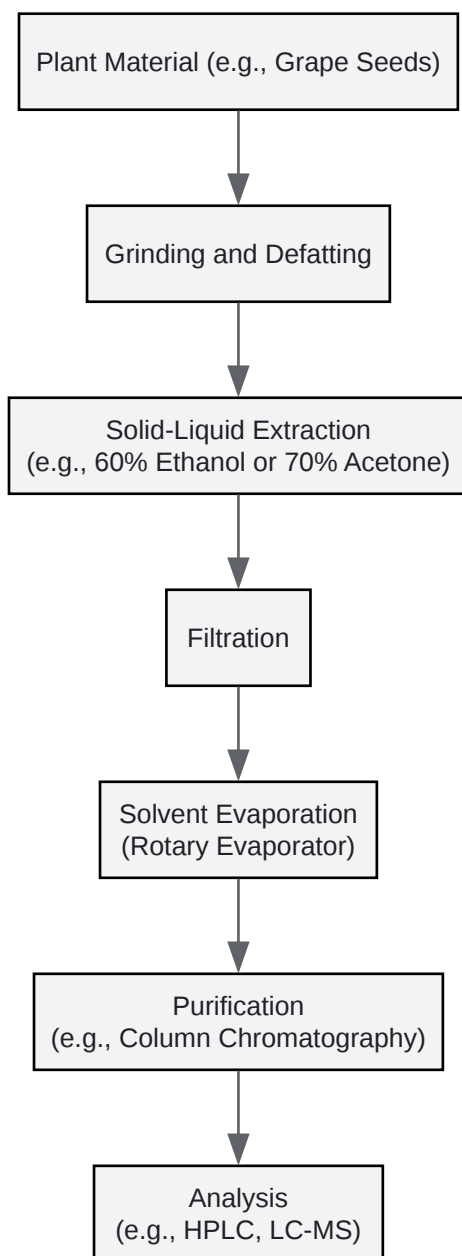 Plant Material (e.g., Grape Seeds)
Grinding and Defatting
Solid-Liquid Extraction
(e.g., 60% Ethanol or 70% Acetone)
Filtration
Solvent Evaporation
(Rotary Evaporator)
Purification
(e.g., Column Chromatography)
Analysis
(e.g., HPLC, LC-MS)